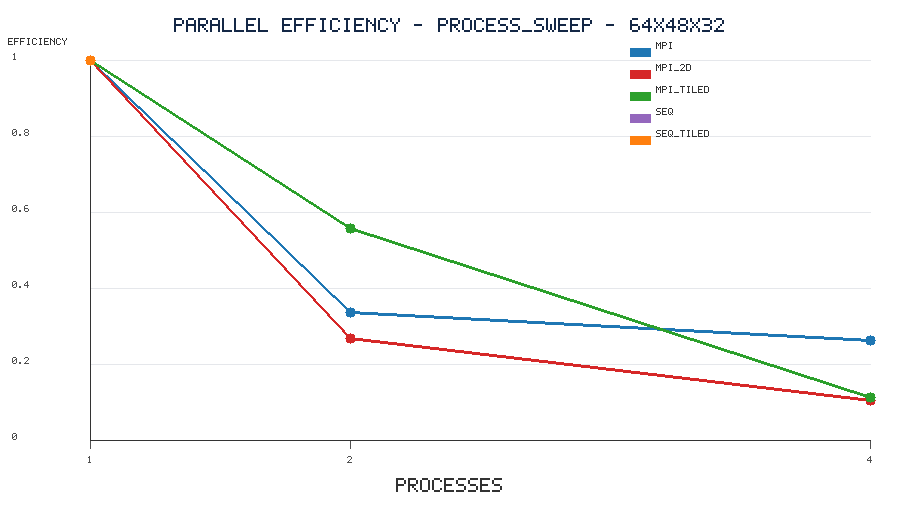 PARALLEL EFFICIENCY - PROCESS_SWEEP - 64X48X32
EFFICIENCY
MPI
MPI_2D
MPI_TILED
SEQ
SEQ_TILED
1
0.8
0.6
0.4
0.2
0
1
2
4
PROCESSES